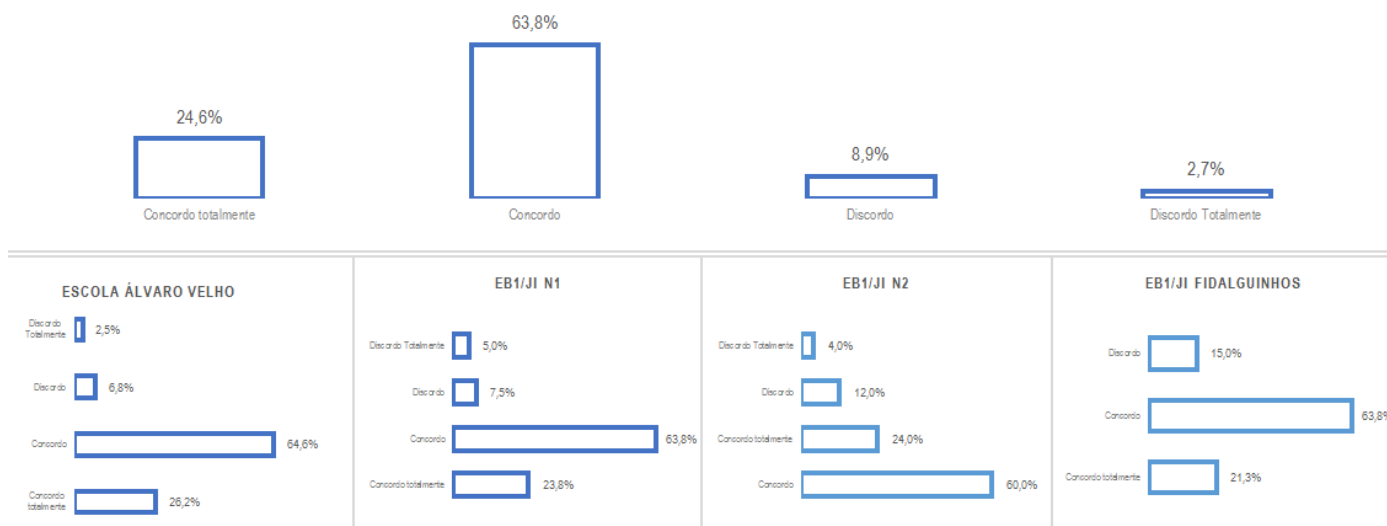 63,8%
24,6%
8,9%
2,7%
Concordo totalmente
Concordo
Discordo
Discordo Totalmente
ESCOLA ÁLVARO VELHO
Discordo
Totalmente
2,5%
Discordo
6,8%
Concordo
64,6%
Concordo
totalmente
26,2%
EB1/JI N1
Discordo Totalmente
5,0%
Discordo
7,5%
Concordo
63,8%
Concordo totalmente
23,8%
EB1/JI N2
Discordo Totalmente
4,0%
Discordo
12,0%
Concordo totalmente
24,0%
Concordo
60,0%
EB1/JI FIDALGUINHOS
Discordo
15,0%
Concordo
63,8%
Concordo totalmente
21,3%